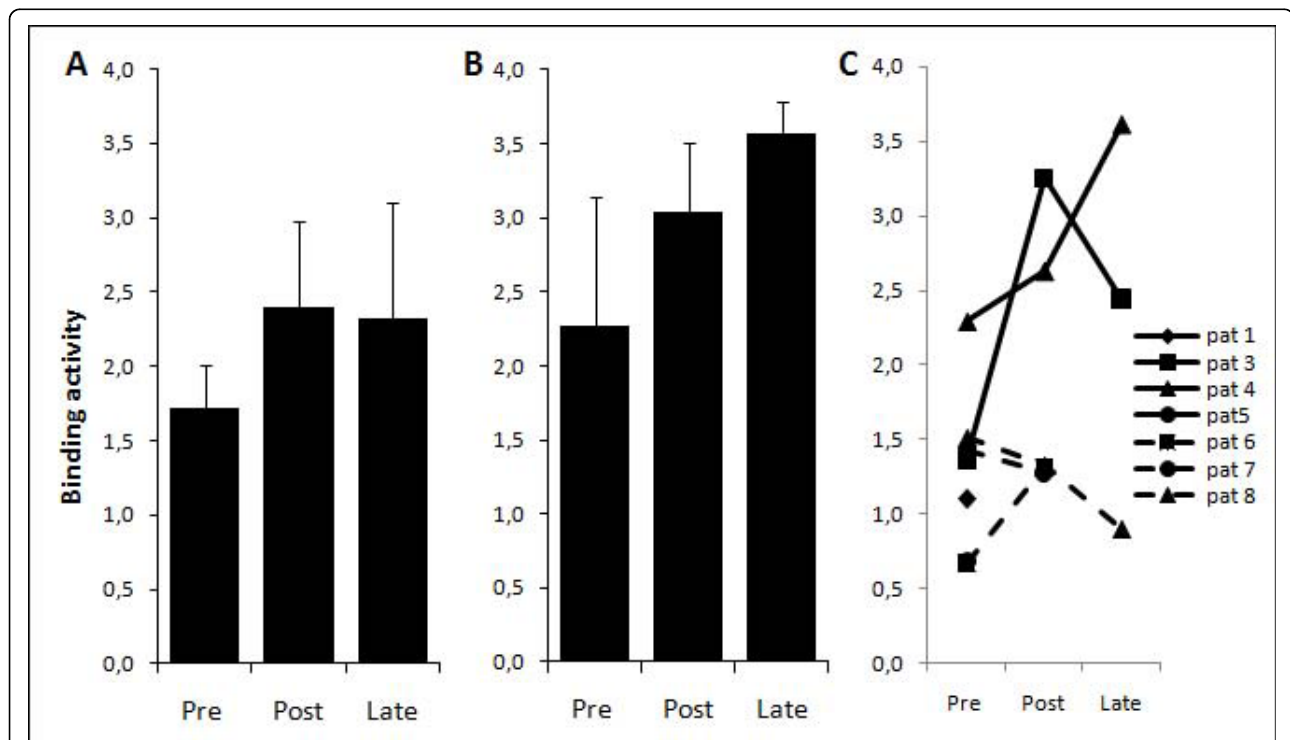 A
4,0
3,5
3,0
2,5
2,0
1,5
1,0
0,5
0,0
Binding activity
Pre Post Late
B
4,0
3,5
3,0
2,5
2,0
1,5
1,0
0,5
0,0
Pre Post Late
C
4,0
3,5
3,0
2,5
2,0
1,5
1,0
0,5
0,0
Pre Post Late
pat 1
pat 3
pat 4
pat5
pat 6
pat 7
pat 8